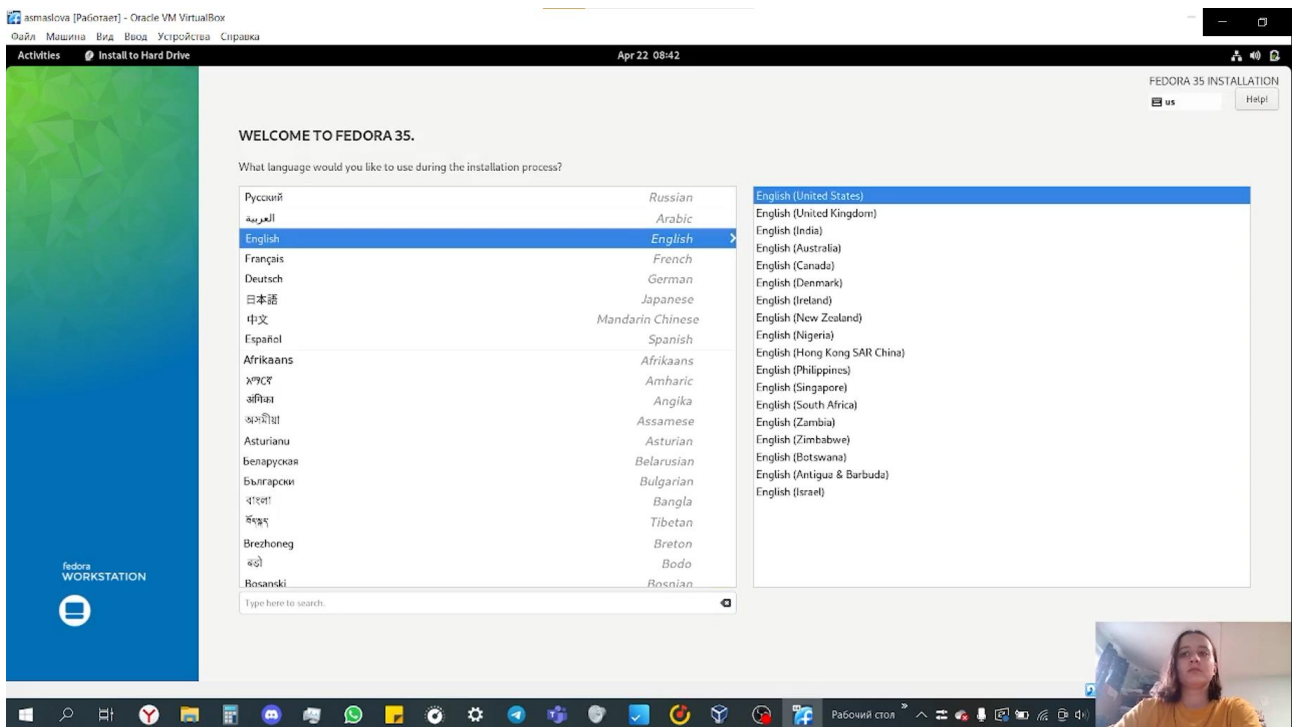 asmaslova [Работает] - Oracle VM VirtualBox
Файл Машина Вид Ввод Устройства Справка
Activities Install to Hard Drive Apr 22 08:42
FEDORA 35 INSTALLATION
us Help!
WELCOME TO FEDORA 35.
What language would you like to use during the installation process?
Русский Russian
العربية Arabic
English English
Français French
Deutsch German
日本語 Japanese
中文 Mandarin Chinese
Español Spanish
Afrikaans Afrikaans
አማርኛ Amharic
अंगिका Angika
অসমীয়া Assamese
Asturianu Asturian
Беларуская Belarusian
Български Bulgarian
বাংলা Bangla
Tibetan
Brezhoneg Breton
बडो Bodo
Bosanski Bosnian
Type here to search.
English (United States)
English (United Kingdom)
English (India)
English (Australia)
English (Canada)
English (Denmark)
English (Ireland)
English (New Zealand)
English (Nigeria)
English (Hong Kong SAR China)
English (Philippines)
English (Singapore)
English (South Africa)
English (Zambia)
English (Zimbabwe)
English (Botswana)
English (Antigua & Barbuda)
English (Israel)
fedora
WORKSTATION
Рабочий стол